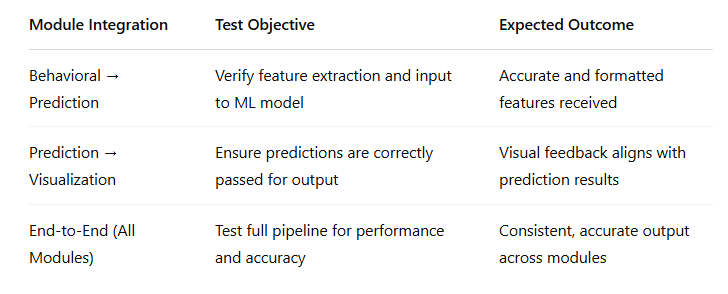 Module Integration Test Objective Expected Outcome
Behavioral → Verify feature extraction and input Accurate and formatted
Prediction to ML model features received
Prediction → Ensure predictions are correctly Visual feedback aligns with
Visualization passed for output prediction results
End-to-End (All Test full pipeline for performance Consistent, accurate output
Modules) and accuracy across modules